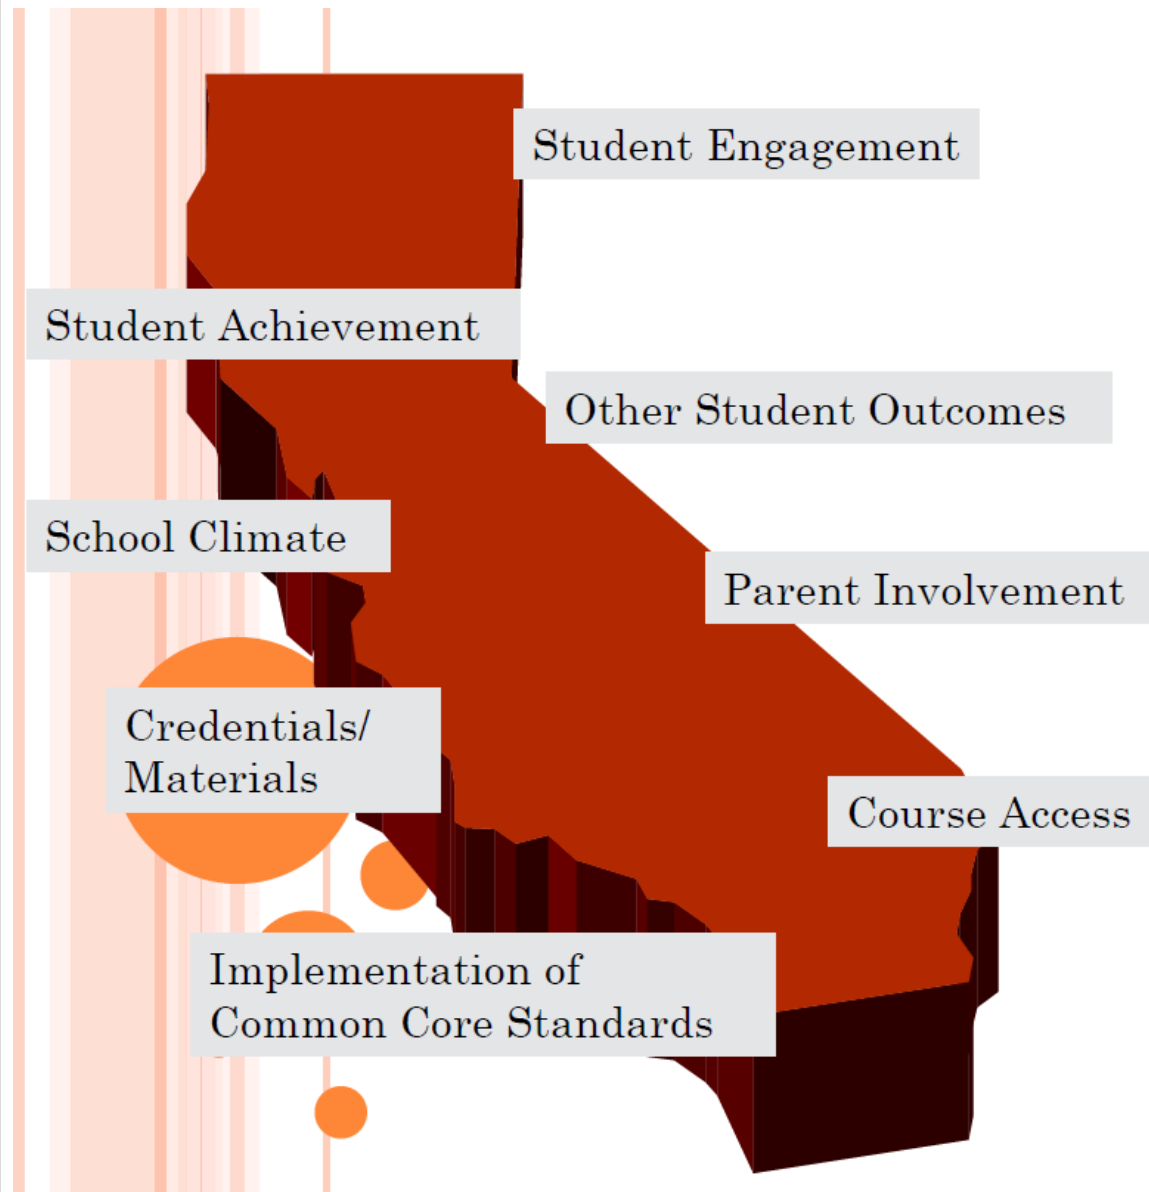 Student Engagement
Student Achievement
Other Student Outcomes
School Climate
Parent Involvement
Credentials/
Materials
Course Access
Implementation of
Common Core Standards